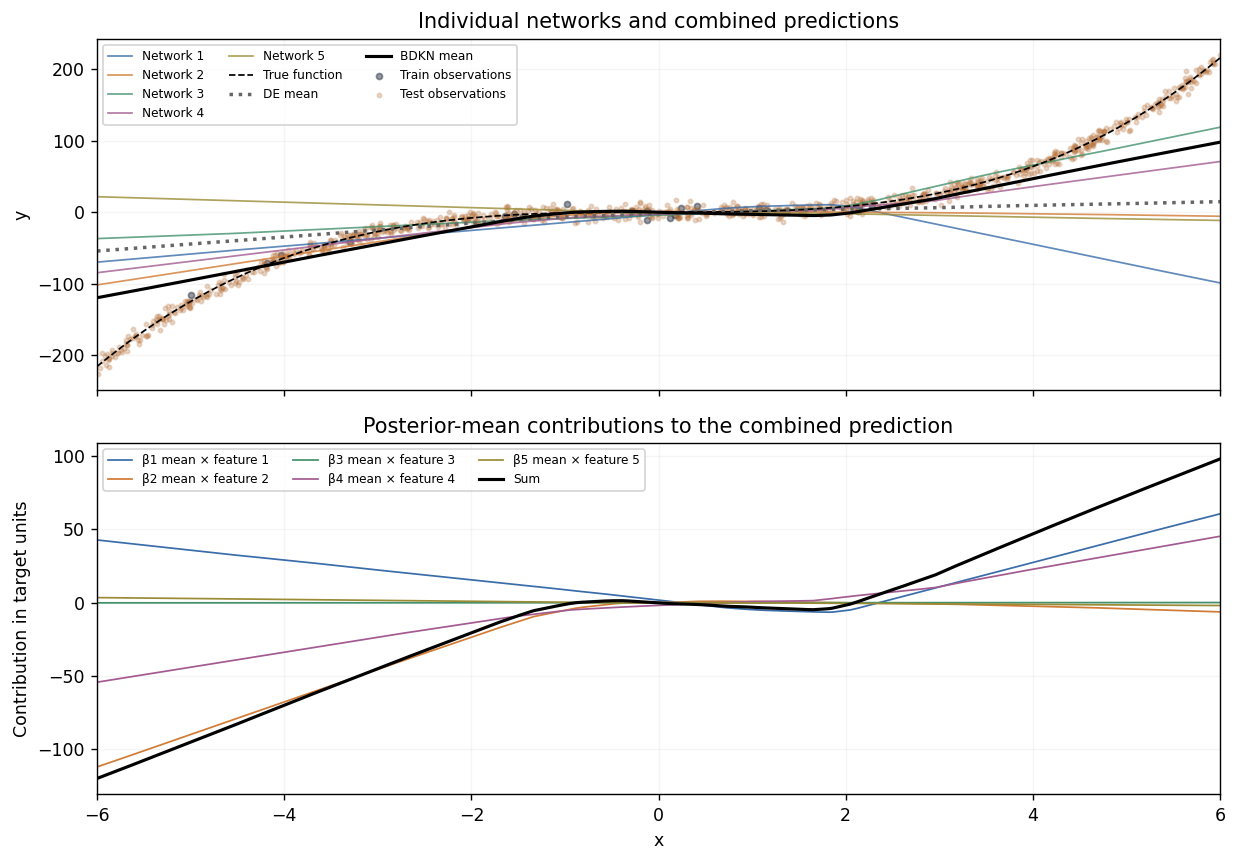 Individual networks and combined predictions
Network 1
Network 2
Network 3
Network 4
Network 5
True function
DE mean
BDKN mean
Train observations
Test observations
200
100
0
−100
−200
y
Posterior-mean contributions to the combined prediction
β1 mean × feature 1
β2 mean × feature 2
β3 mean × feature 3
β4 mean × feature 4
β5 mean × feature 5
Sum
100
50
0
−50
−100
Contribution in target units
−6
−4
−2
0
2
4
6
x